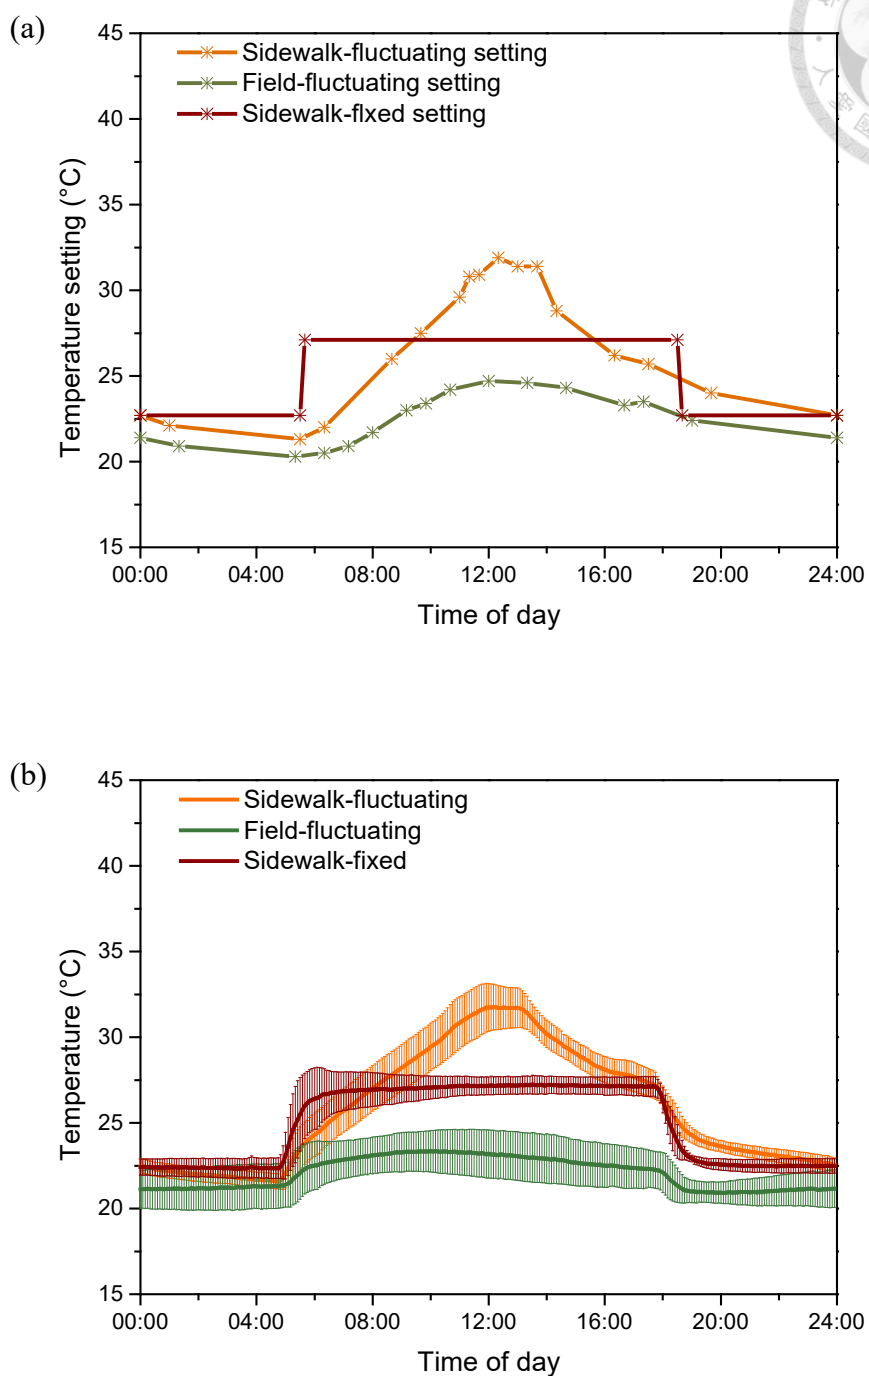 (a)
45
40
35
30
25
20
15
Temperature setting (°C)
Sidewalk-fluctuating setting
Field-fluctuating setting
Sidewalk-flxed setting
00:00 04:00 08:00 12:00 16:00 20:00 24:00
Time of day
(b)
45
40
35
30
25
20
15
Temperature (°C)
Sidewalk-fluctuating
Field-fluctuating
Sidewalk-fixed
00:00 04:00 08:00 12:00 16:00 20:00 24:00
Time of day